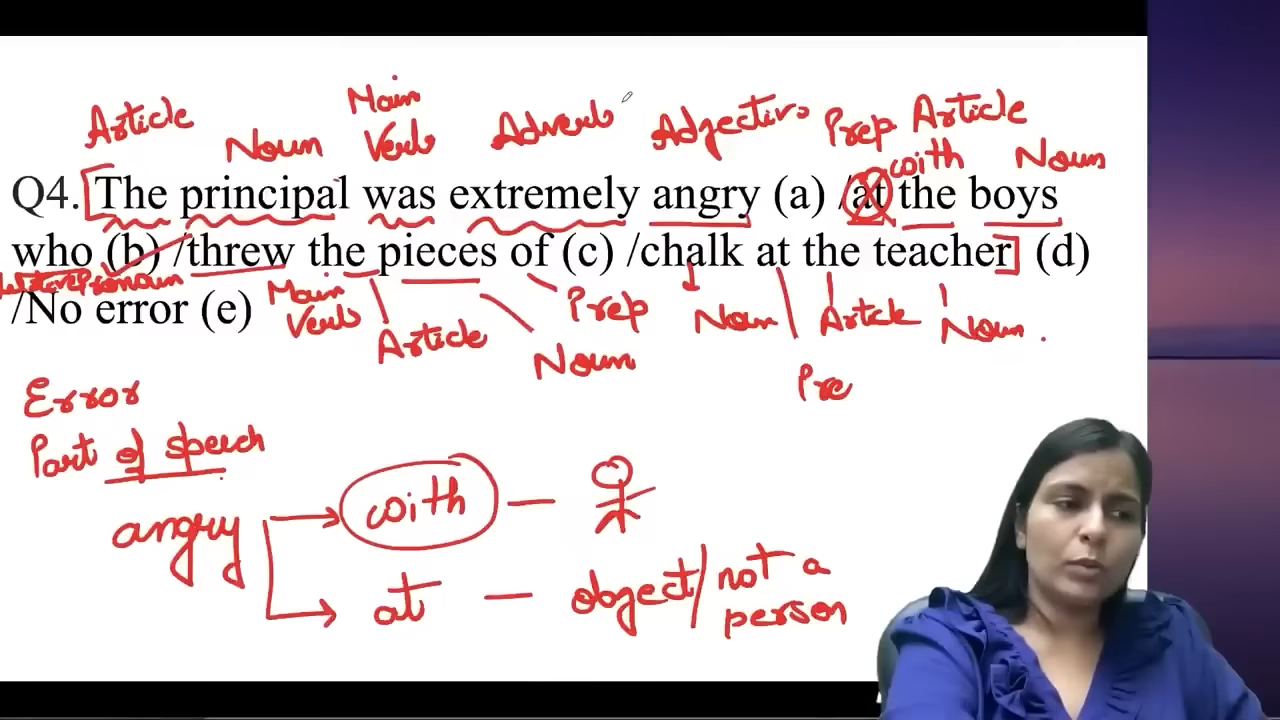 Article Noun Main Verb Adverb Adjective Prep Article Noun
with
Q4. The principal was extremely angry (a) /at the boys
who (b) /threw the pieces of (c) /chalk at the teacher (d)
Pronoun Main Verb Article Noun Prep Noun Article Noun.
/No error (e)
Pre
Error
Part of speech
angry
with —
at — object/not a person